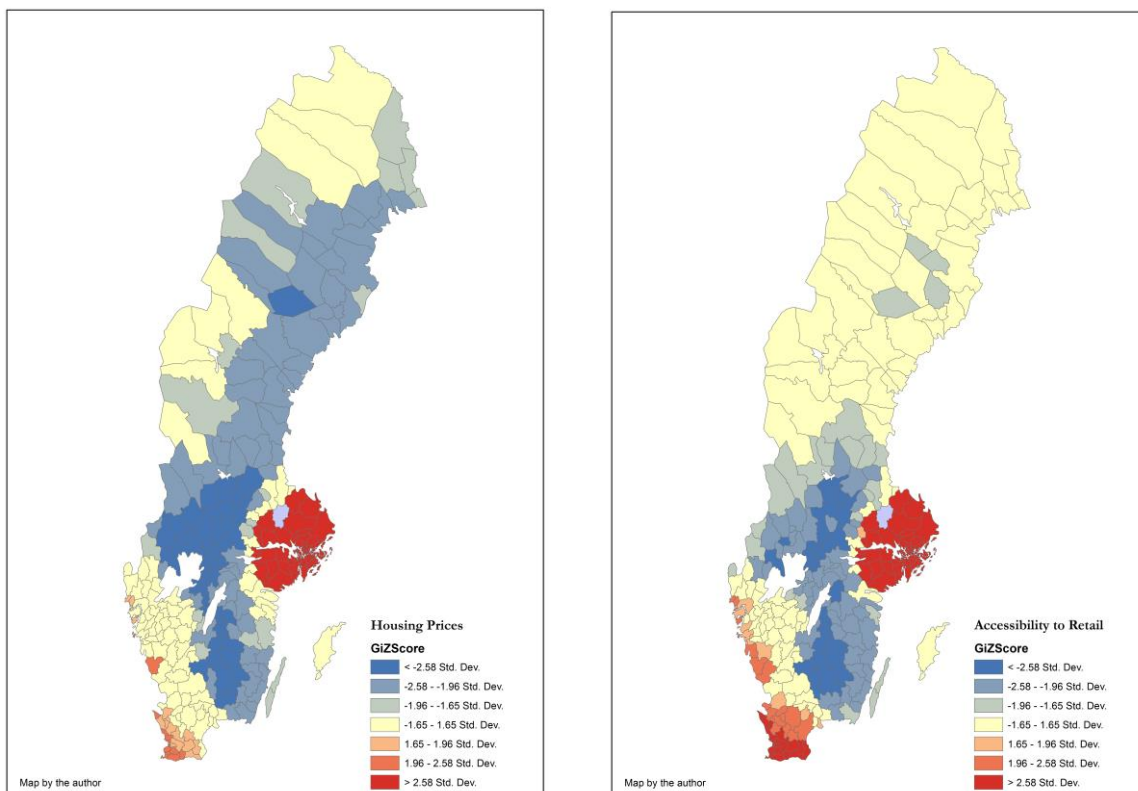 Housing Prices
GiZScore
< -2.58 Std. Dev.
-2.58 - -1.96 Std. Dev.
-1.96 - -1.65 Std. Dev.
-1.65 - 1.65 Std. Dev.
1.65 - 1.96 Std. Dev.
1.96 - 2.58 Std. Dev.
> 2.58 Std. Dev.
Map by the author
Accessibility to Retail
GiZScore
< -2.58 Std. Dev.
-2.58 - -1.96 Std. Dev.
-1.96 - -1.65 Std. Dev.
-1.65 - 1.65 Std. Dev.
1.65 - 1.96 Std. Dev.
1.96 - 2.58 Std. Dev.
> 2.58 Std. Dev.
Map by the author